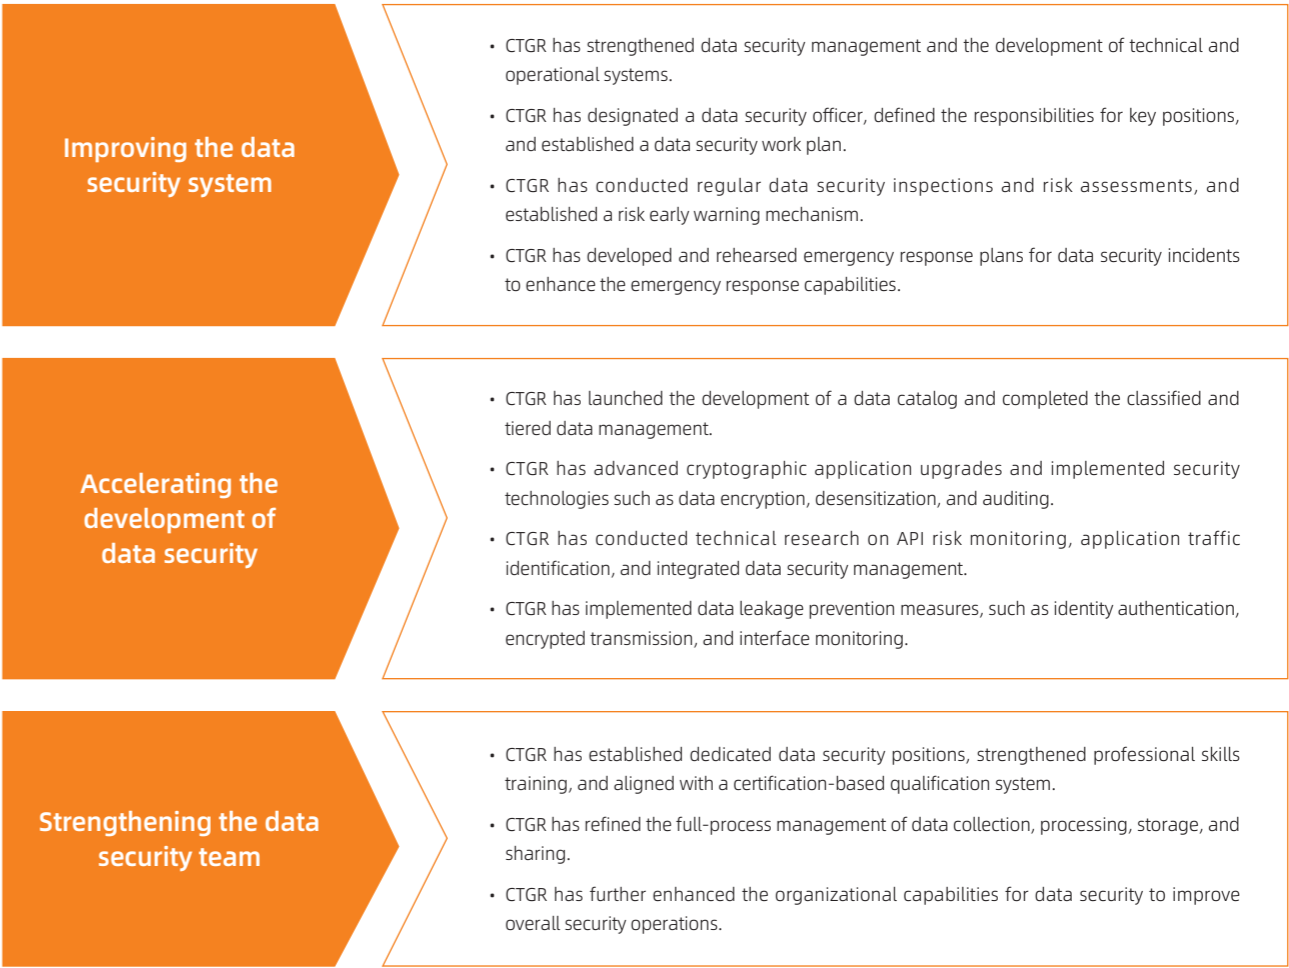 Improving the data
security system
• CTGR has strengthened data security management and the development of technical and
operational systems.
• CTGR has designated a data security officer, defined the responsibilities for key positions,
and established a data security work plan.
• CTGR has conducted regular data security inspections and risk assessments, and
established a risk early warning mechanism.
• CTGR has developed and rehearsed emergency response plans for data security incidents
to enhance the emergency response capabilities.
Accelerating the
development of
data security
• CTGR has launched the development of a data catalog and completed the classified and
tiered data management.
• CTGR has advanced cryptographic application upgrades and implemented security
technologies such as data encryption, desensitization, and auditing.
• CTGR has conducted technical research on API risk monitoring, application traffic
identification, and integrated data security management.
• CTGR has implemented data leakage prevention measures, such as identity authentication,
encrypted transmission, and interface monitoring.
Strengthening the data
security team
• CTGR has established dedicated data security positions, strengthened professional skills
training, and aligned with a certification-based qualification system.
• CTGR has refined the full-process management of data collection, processing, storage, and
sharing.
• CTGR has further enhanced the organizational capabilities for data security to improve
overall security operations.